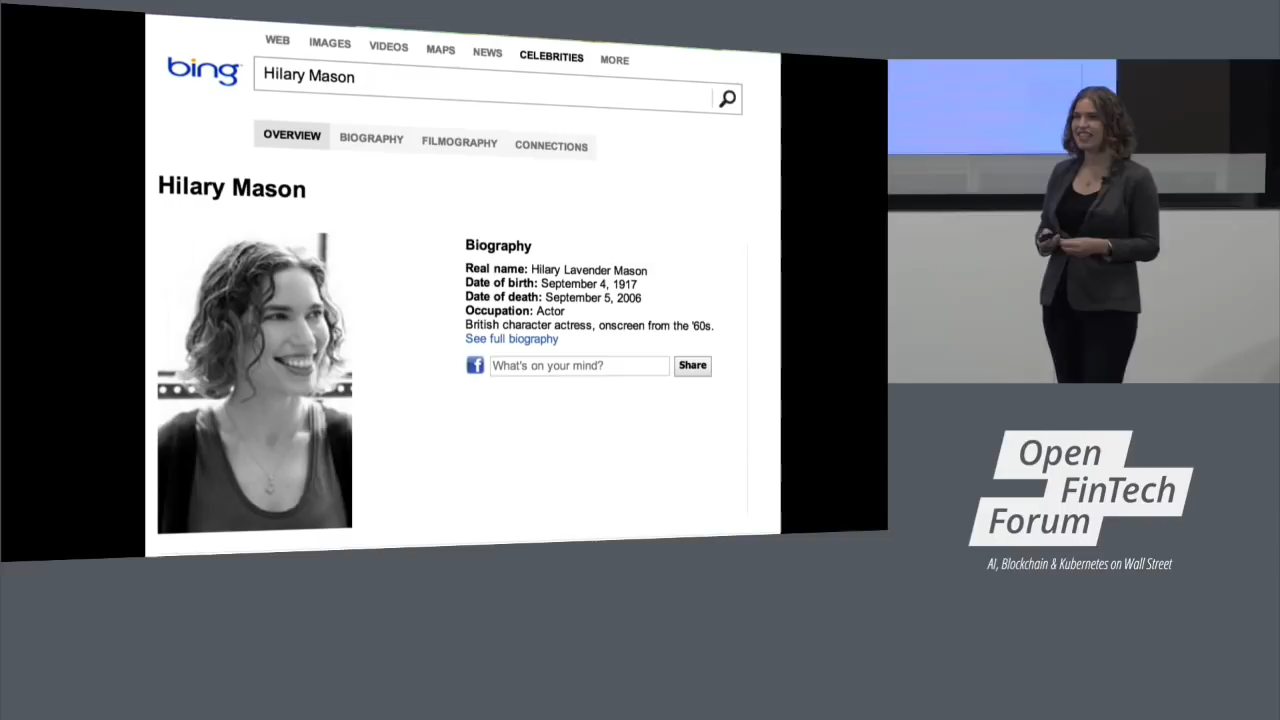 WEB IMAGES VIDEOS MAPS NEWS CELEBRITIES MORE
bing
Hilary Mason
OVERVIEW BIOGRAPHY FILMOGRAPHY CONNECTIONS
Hilary Mason
Biography
Real name: Hilary Lavender Mason
Date of birth: September 4, 1917
Date of death: September 5, 2006
Occupation: Actor
British character actress, onscreen from the '60s.
See full biography
f What's on your mind? Share
Open
FinTech
Forum
AI, Blockchain & Kubernetes on Wall Street